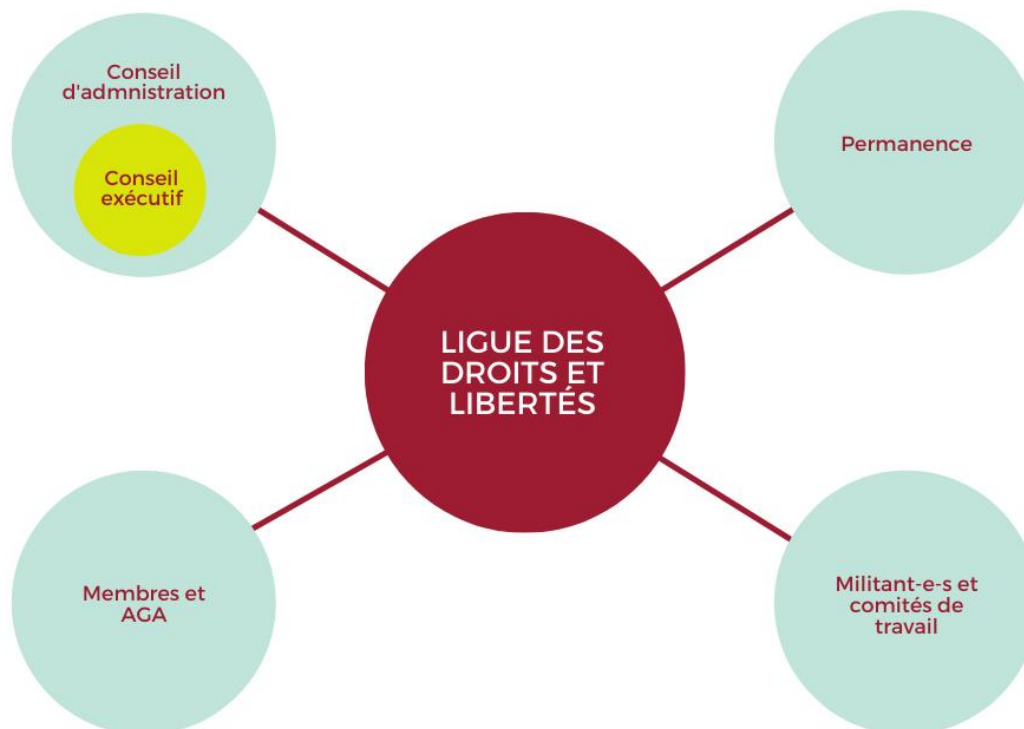 Conseil
d'admnistration
Conseil
exécutif
Permanence
LIGUE DES
DROITS ET
LIBERTÉS
Membres et
AGA
Militant-e-s et
comités de
travail